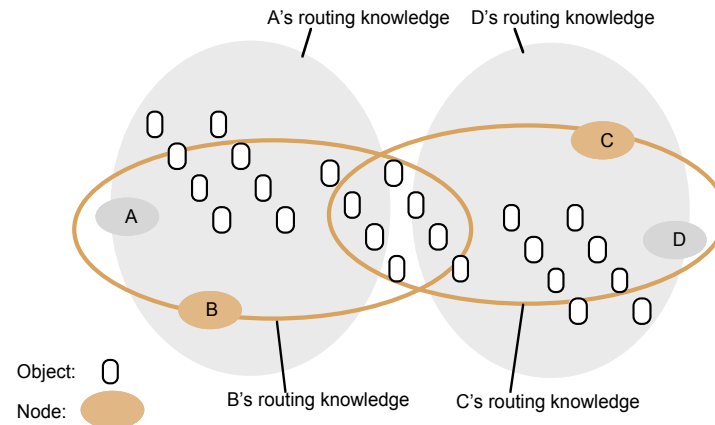 A's routing knowledge
D's routing knowledge
C
A
D
B
Object:
B's routing knowledge
C's routing knowledge
Node: